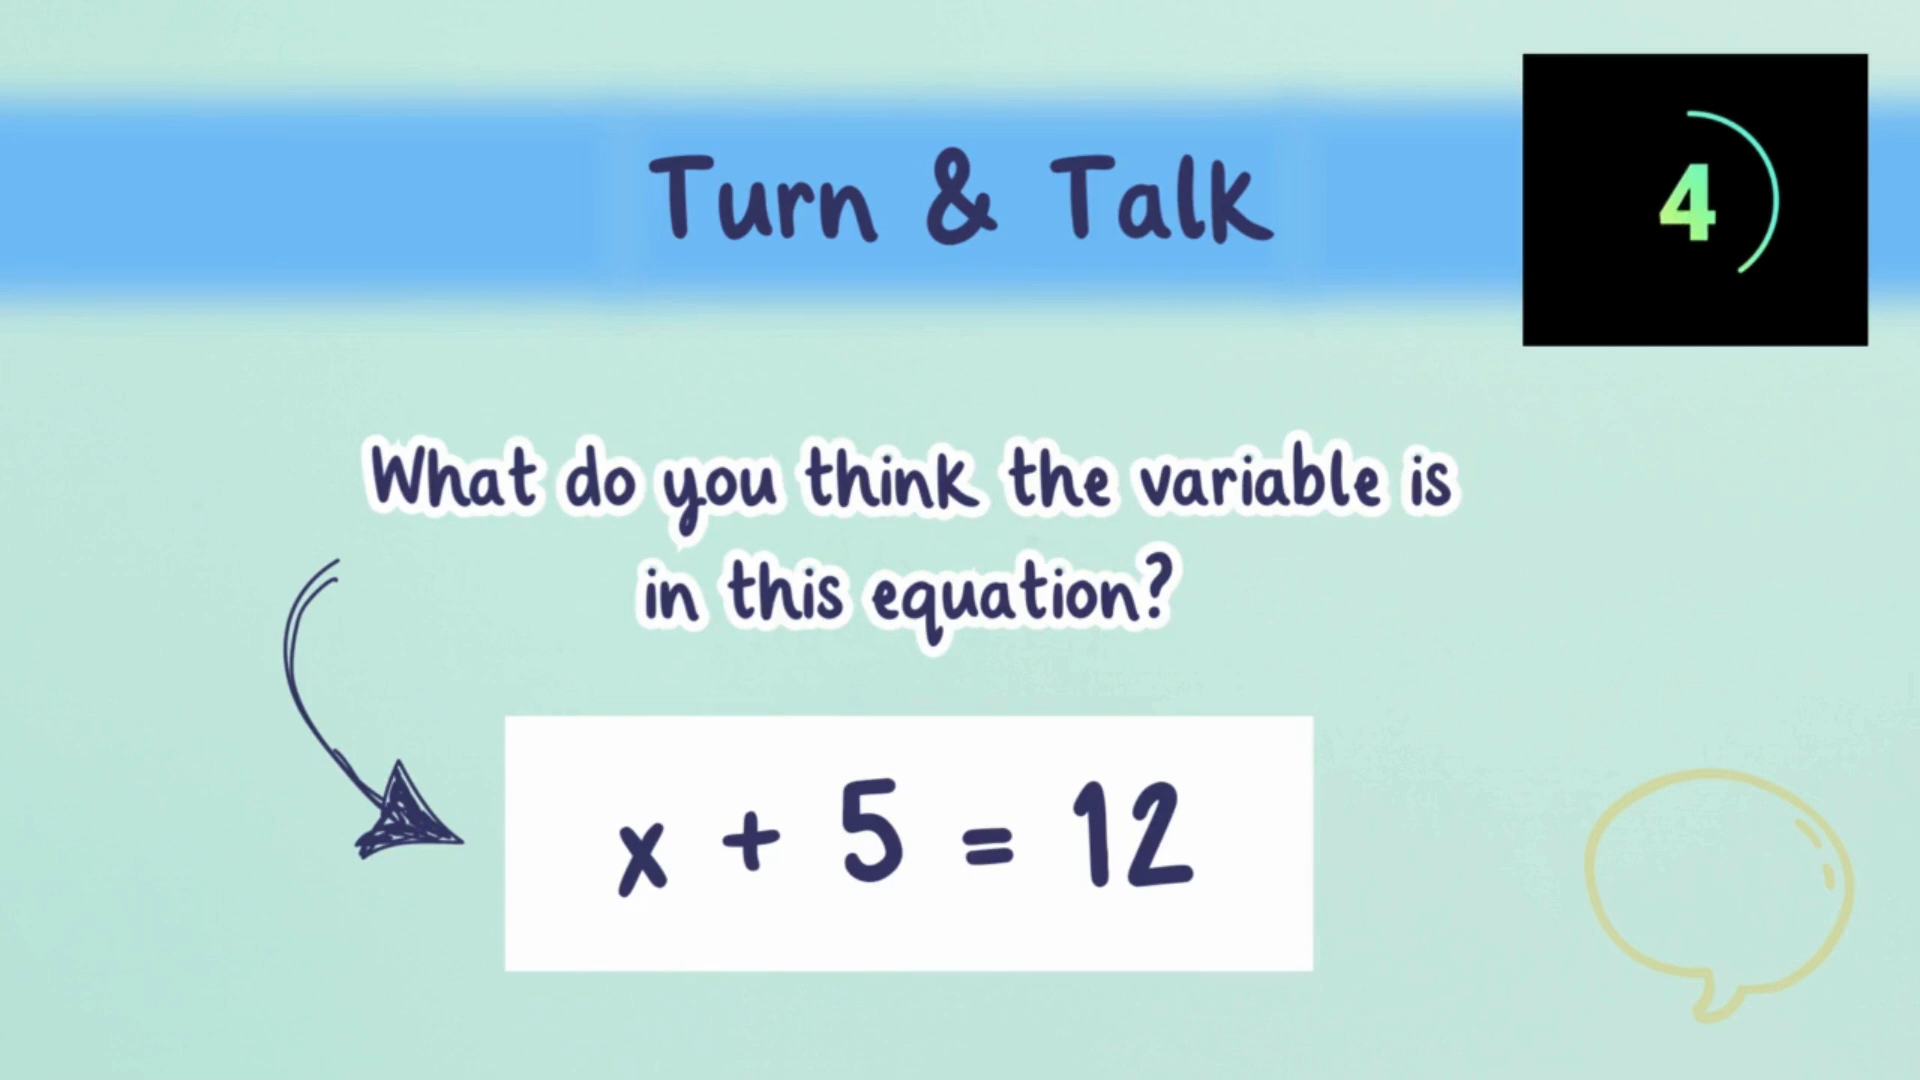 Turn & Talk
4
What do you think the variable is
in this equation?
x + 5 = 12